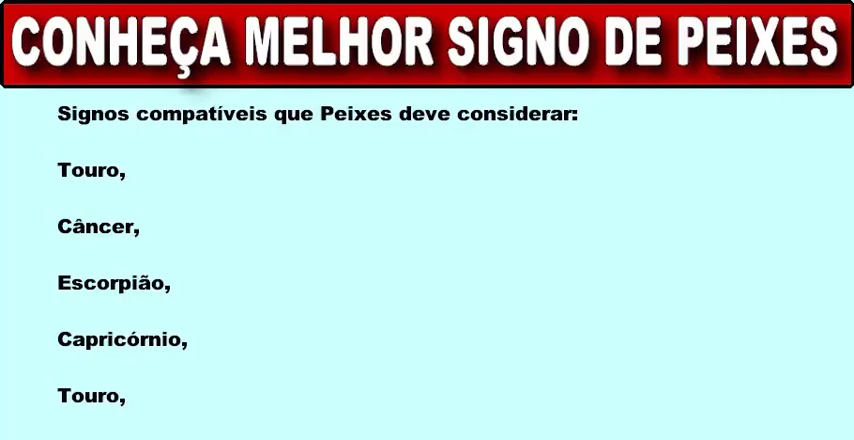 CONHEÇA MELHOR SIGNO DE PEIXES
Signos compatíveis que Peixes deve considerar:
Touro,
Câncer,
Escorpião,
Capricórnio,
Touro,